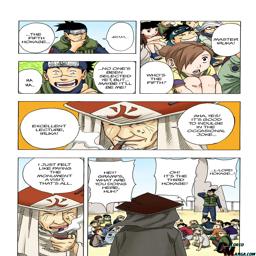 MASTER
IRUKA!
WHO'S THE
FIFTH?
...THE
FIFTH
HOKAGE...
...NO ONE'S
BEEN
SELECTED
YET, BUT
MAYBE IT'LL
BE ME!
HA
HA...
AHA, YES!
IT'S GOOD
TO INDULGE
IN THE
OCCASIONAL
JOKE...
EXCELLENT
LECTURE,
IRUKA!
L-LORD
HOKAGE!
OH!
IT'S THE
THIRD
HOKAGE!
HEY!
GRAMPS,
WHAT ARE
YOU DOING
HERE,
HUH?
I JUST FELT
LIKE PAYING
THE
MONUMENT
A VISIT,
THAT'S ALL.